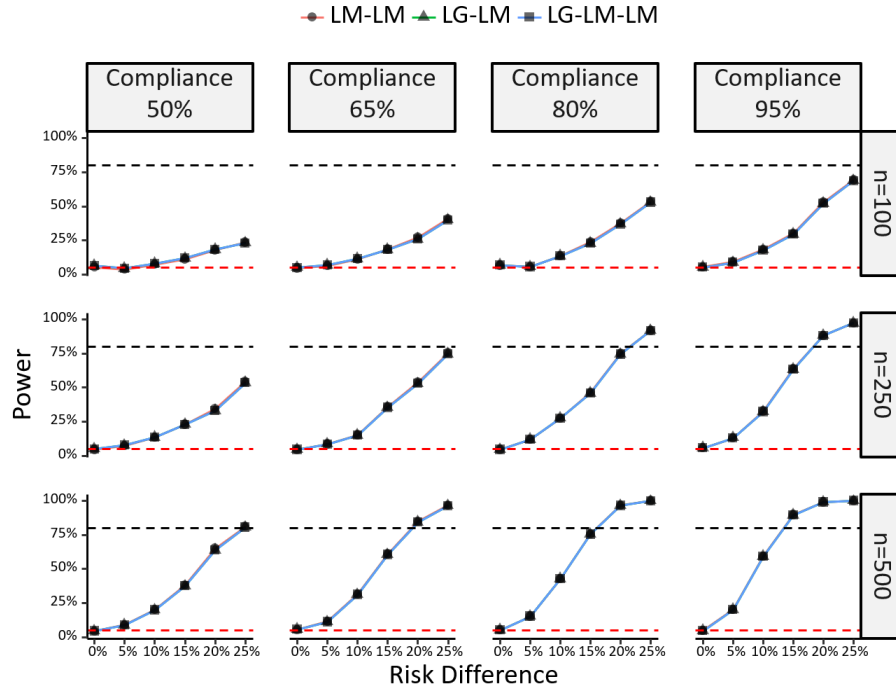 LM-LM LG-LM LG-LM-LM
Compliance 50%
Compliance 65%
Compliance 80%
Compliance 95%
100%
75%
50%
25%
0%
n=100
100%
75%
50%
25%
0%
n=250
100%
75%
50%
25%
0%
n=500
Power
0% 5% 10% 15% 20% 25%
0% 5% 10% 15% 20% 25%
0% 5% 10% 15% 20% 25%
0% 5% 10% 15% 20% 25%
Risk Difference